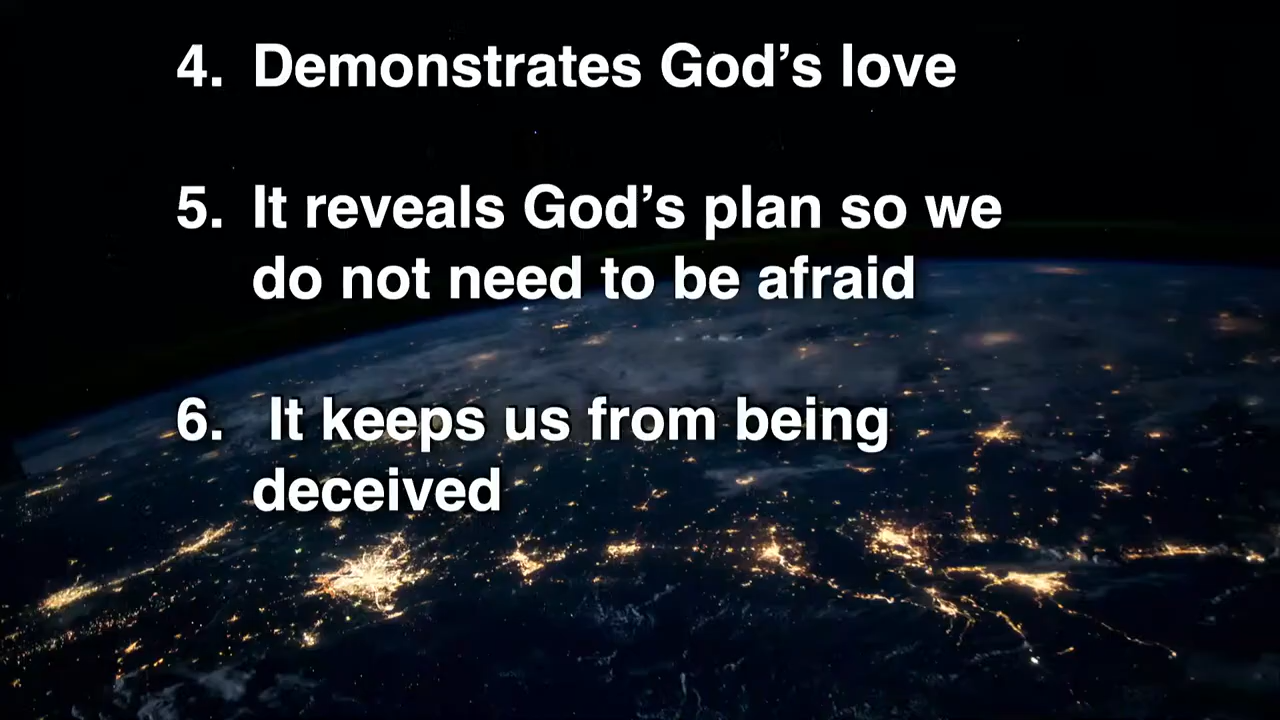 4. Demonstrates God’s love
5. It reveals God’s plan so we
do not need to be afraid
6. It keeps us from being
deceived